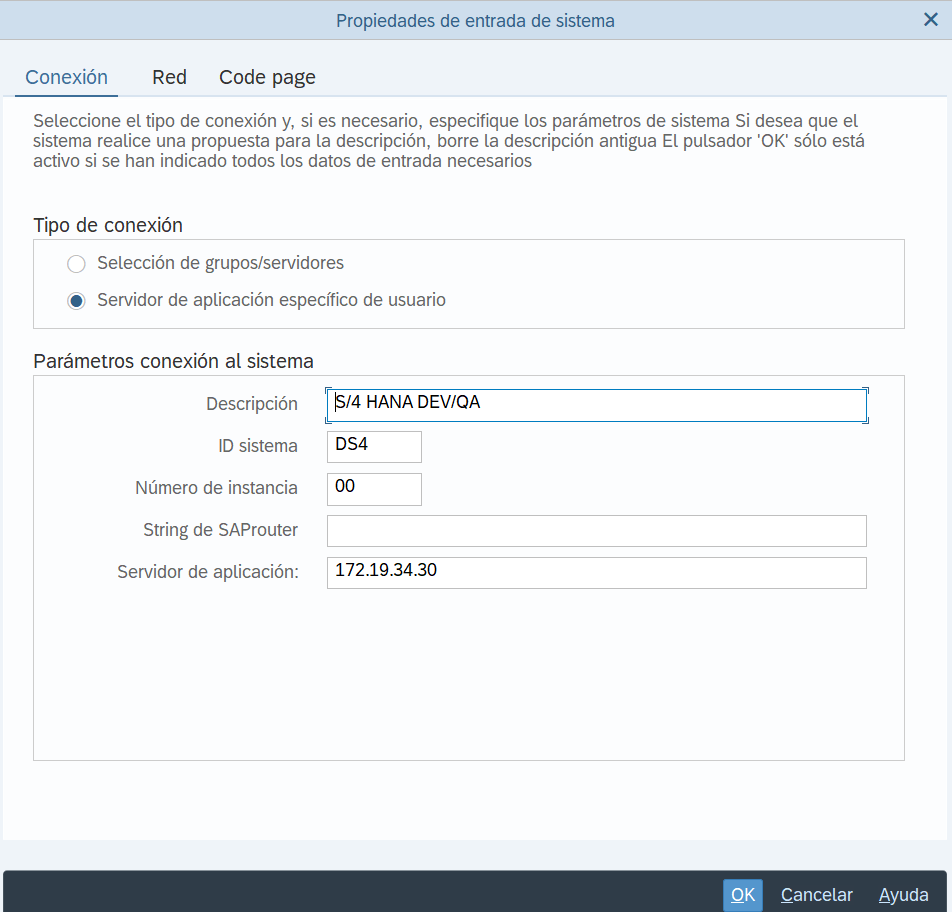 Propiedades de entrada de sistema
Conexión Red Code page
Seleccione el tipo de conexión y, si es necesario, especifique los parámetros de sistema Si desea que el
sistema realice una propuesta para la descripción, borre la descripción antigua El pulsador 'OK' sólo está
activo si se han indicado todos los datos de entrada necesarios
Tipo de conexión
Selección de grupos/servidores
Servidor de aplicación específico de usuario
Parámetros conexión al sistema
Descripción S/4 HANA DEV/QA
ID sistema DS4
Número de instancia 00
String de SAProuter
Servidor de aplicación: 172.19.34.30
OK Cancelar Ayuda